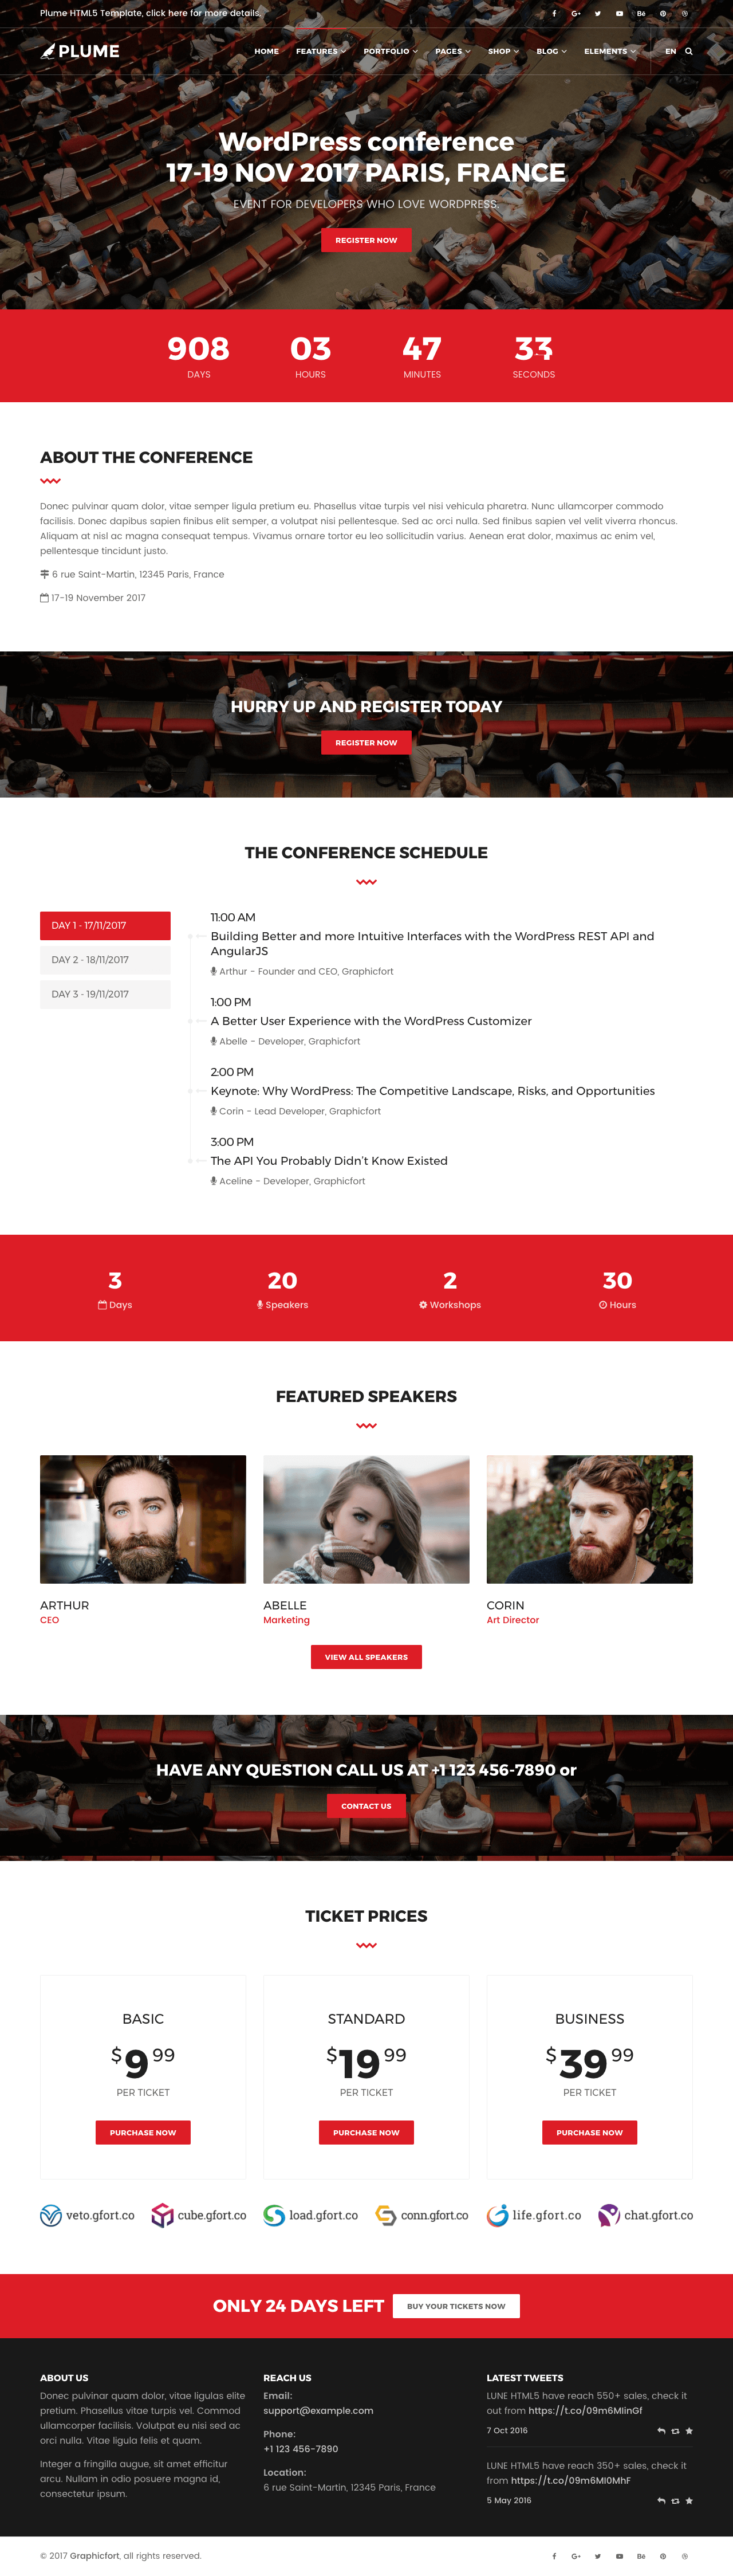 Plume HTML5 Template, click here for more details.
PLUME
HOME FEATURES PORTFOLIO PAGES SHOP BLOG ELEMENTS EN
WordPress conference
17-19 NOV 2017 PARIS, FRANCE
EVENT FOR DEVELOPERS WHO LOVE WORDPRESS.
REGISTER NOW
908 03 47 33
DAYS HOURS MINUTES SECONDS
ABOUT THE CONFERENCE
Donec pulvinar quam dolor, vitae semper ligula pretium eu. Phasellus vitae turpis vel nisi vehicula pharetra. Nunc ullamcorper commodo
facilisis. Donec dapibus sapien finibus elit semper, a volutpat nisi pellentesque. Sed ac orci nulla. Sed finibus sapien vel velit viverra rhoncus.
Aliquam at nisl ac magna consequat tempus. Vivamus ornare tortor eu leo sollicitudin varius. Aenean erat dolor, maximus ac enim vel,
pellentesque tincidunt justo.
6 rue Saint-Martin, 12345 Paris, France
17-19 November 2017
HURRY UP AND REGISTER TODAY
REGISTER NOW
THE CONFERENCE SCHEDULE
DAY 1 - 17/11/2017
DAY 2 - 18/11/2017
DAY 3 - 19/11/2017
11:00 AM
Building Better and more Intuitive Interfaces with the WordPress REST API and
AngularJS
Arthur - Founder and CEO, Graphicfort
1:00 PM
A Better User Experience with the WordPress Customizer
Abelle - Developer, Graphicfort
2:00 PM
Keynote: Why WordPress: The Competitive Landscape, Risks, and Opportunities
Corin - Lead Developer, Graphicfort
3:00 PM
The API You Probably Didn't Know Existed
Aceline - Developer, Graphicfort
3 20 2 30
Days Speakers Workshops Hours
FEATURED SPEAKERS
ARTHUR
CEO
ABELLE
Marketing
CORIN
Art Director
VIEW ALL SPEAKERS
HAVE ANY QUESTION CALL US AT +1 123 456-7890 or
CONTACT US
TICKET PRICES
BASIC
$9 99
PER TICKET
PURCHASE NOW
STANDARD
$19 99
PER TICKET
PURCHASE NOW
BUSINESS
$39 99
PER TICKET
PURCHASE NOW
veto.gfort.co cube.gfort.co load.gfort.co conn.gfort.co life.gfort.co chat.gfort.co
ONLY 24 DAYS LEFT BUY YOUR TICKETS NOW
ABOUT US
Donec pulvinar quam dolor, vitae ligulas elite
pretium. Phasellus vitae turpis vel. Commod
ullamcorper facilisis. Volutpat eu nisi sed ac
orci nulla. Vitae ligula felis et quam.
Integer a fringilla augue, sit amet efficitur
arcu. Nullam in odio posuere magna id,
consectetur ipsum.
REACH US
Email:
support@example.com
Phone:
+1 123 456-7890
Location:
6 rue Saint-Martin, 12345 Paris, France
LATEST TWEETS
LUNE HTML5 have reach 550+ sales, check it
out from https://t.co/09m6MIinGf
7 Oct 2016
LUNE HTML5 have reach 350+ sales, check it
from https://t.co/09m6MI0MhF
5 May 2016
© 2017 Graphicfort, all rights reserved.